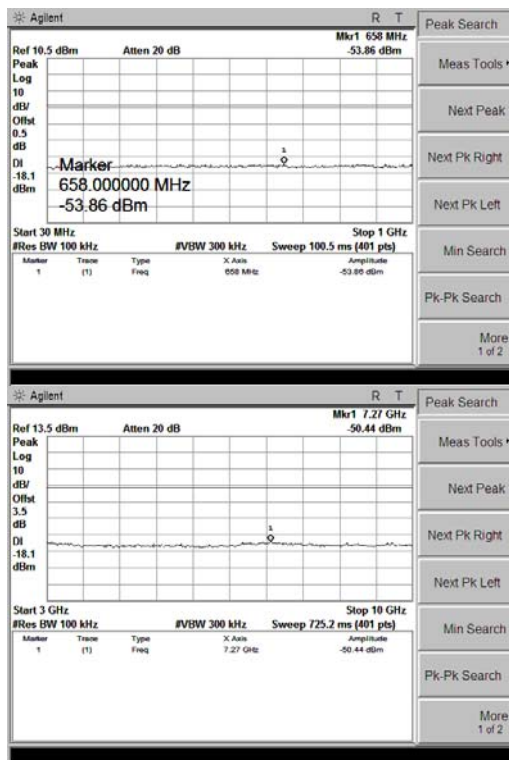 Agilent R T
Mkr1 658 MHz
Ref 10.5 dBm Atten 20 dB -53.86 dBm
Peak
Log
10
dB/
Offst
0.5
dB
DI
-18.1
dBm
1
Marker
658.000000 MHz
-53.86 dBm
Start 30 MHz Stop 1 GHz
#Res BW 100 kHz #VBW 300 kHz Sweep 100.5 ms (401 pts)
Marker Trace Type X Axis Amplitude
1 (1) Freq 658 MHz -53.86 dBm
Peak Search
Meas Tools
Next Peak
Next Pk Right
Next Pk Left
Min Search
Pk-Pk Search
More
1 of 2
Agilent R T
Mkr1 7.27 GHz
Ref 13.5 dBm Atten 20 dB -50.44 dBm
Peak
Log
10
dB/
Offst
3.5
dB
DI
-18.1
dBm
1
Start 3 GHz Stop 10 GHz
#Res BW 100 kHz #VBW 300 kHz Sweep 725.2 ms (401 pts)
Marker Trace Type X Axis Amplitude
1 (1) Freq 7.27 GHz -50.44 dBm
Peak Search
Meas Tools
Next Peak
Next Pk Right
Next Pk Left
Min Search
Pk-Pk Search
More
1 of 2